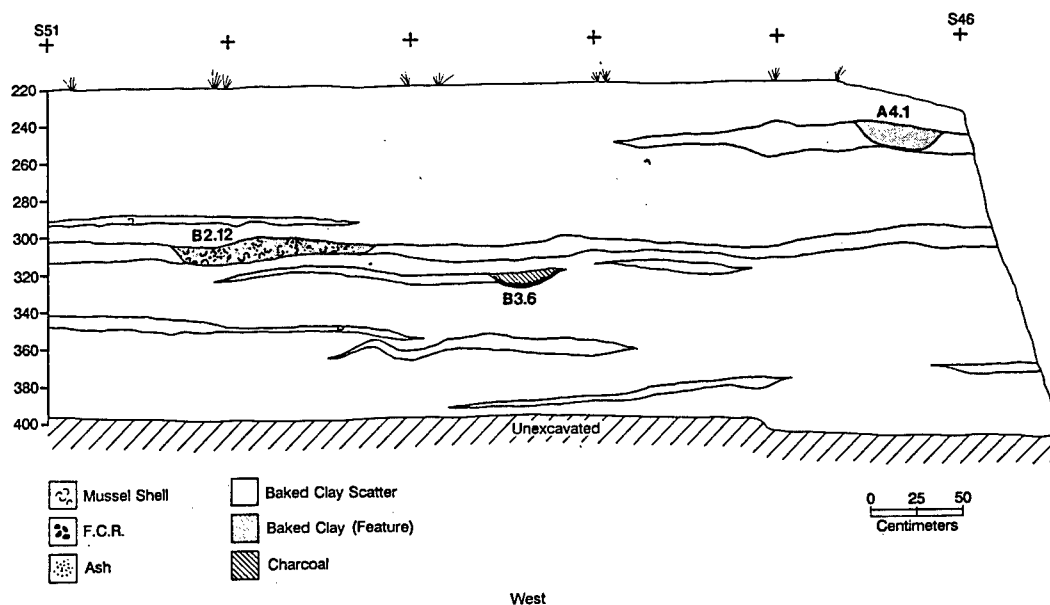 S51
S46
220
240
260
280
300
320
340
360
380
400
A4.1
B2.12
B3.6
Unexcavated
Mussel Shell
F.C.R.
Ash
Baked Clay Scatter
Baked Clay (Feature)
Charcoal
0 25 50
Centimeters
West